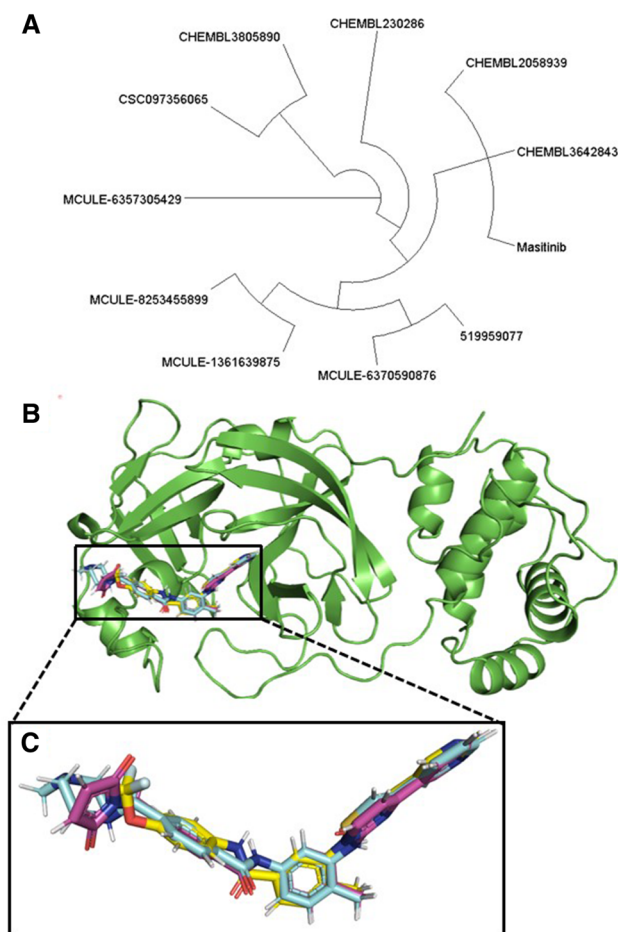 A
CHEMBL230286
CHEMBL3805890
CHEMBL2058939
CSC097356065
CHEMBL3642843
MCULE-6357305429
Masitinib
MCULE-8253455899
519959077
MCULE-1361639875
MCULE-6370590876
B
C